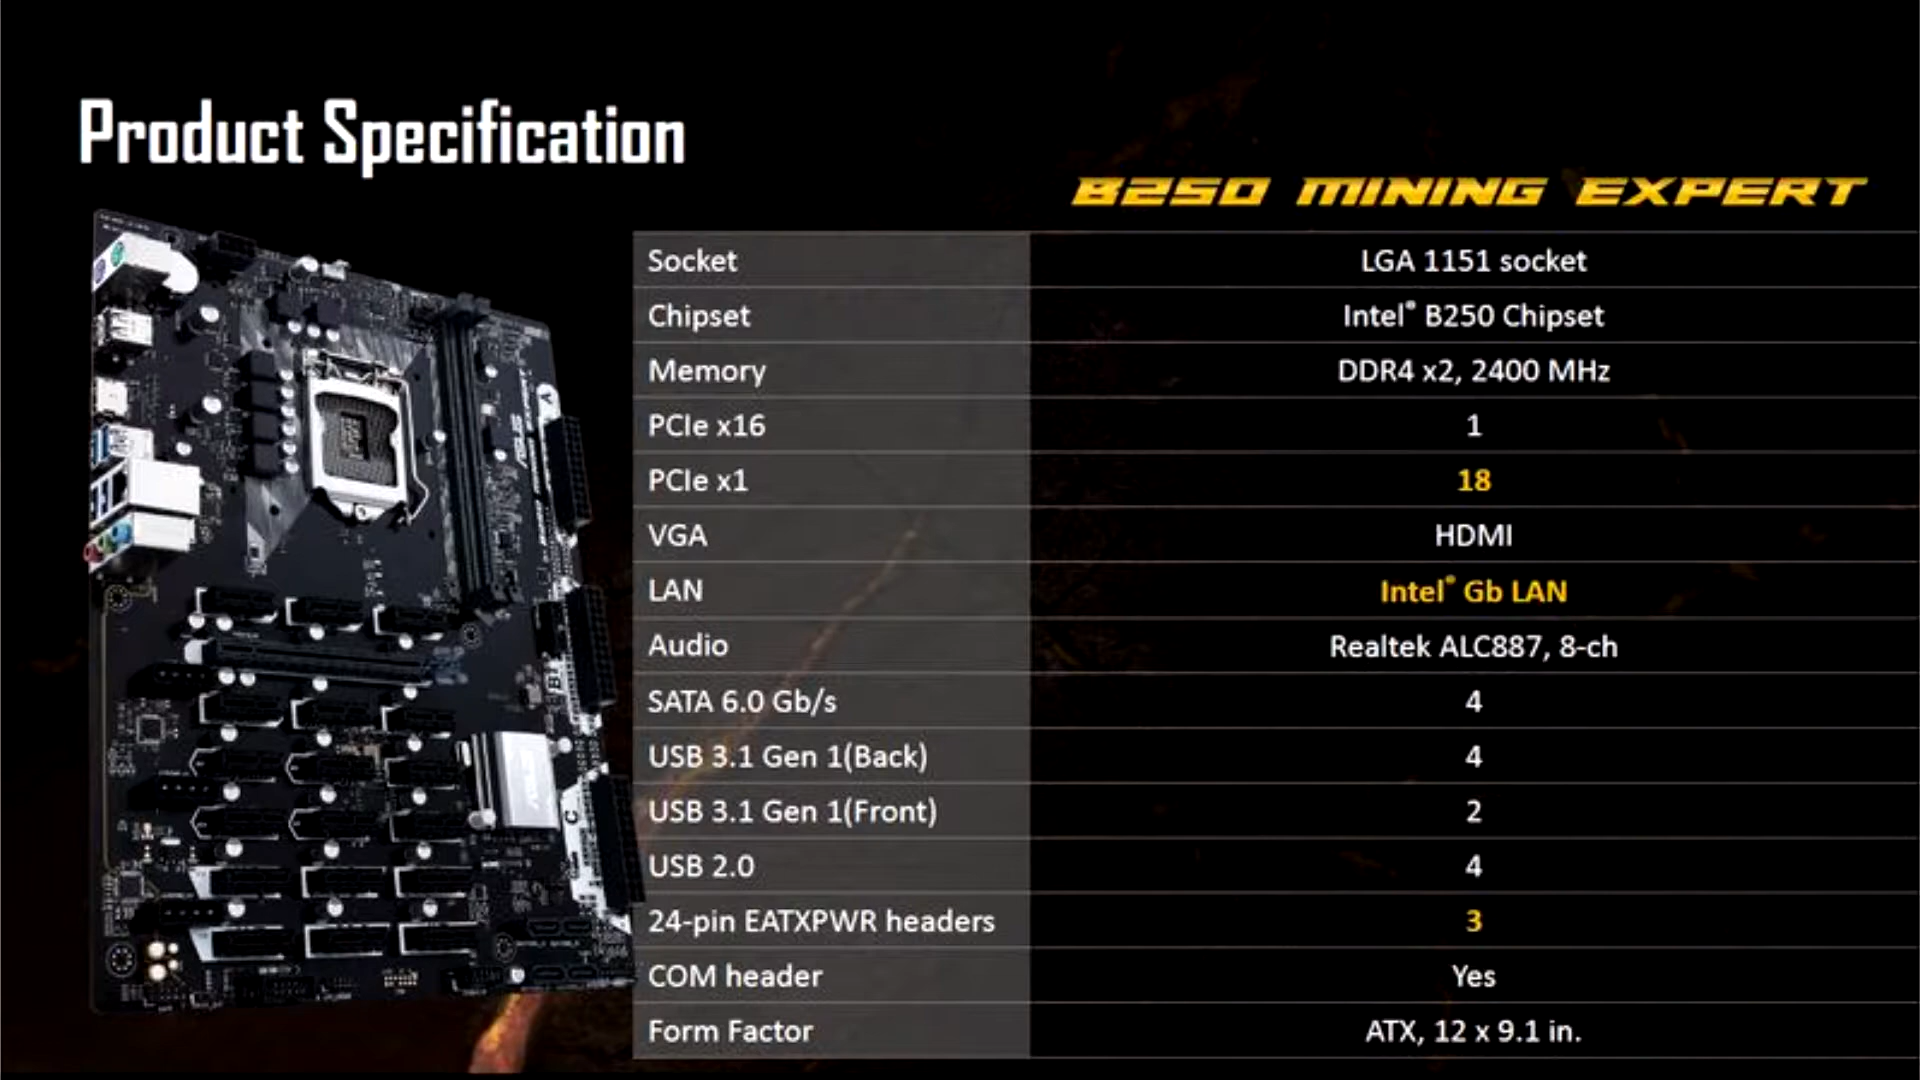 Product Specification
B250 MINING EXPERT
Socket LGA 1151 socket
Chipset Intel® B250 Chipset
Memory DDR4 x2, 2400 MHz
PCIe x16 1
PCIe x1 18
VGA HDMI
LAN Intel® Gb LAN
Audio Realtek ALC887, 8-ch
SATA 6.0 Gb/s 4
USB 3.1 Gen 1(Back) 4
USB 3.1 Gen 1(Front) 2
USB 2.0 4
24-pin EATXPWR headers 3
COM header Yes
Form Factor ATX, 12 x 9.1 in.
A
ASUS
B
C